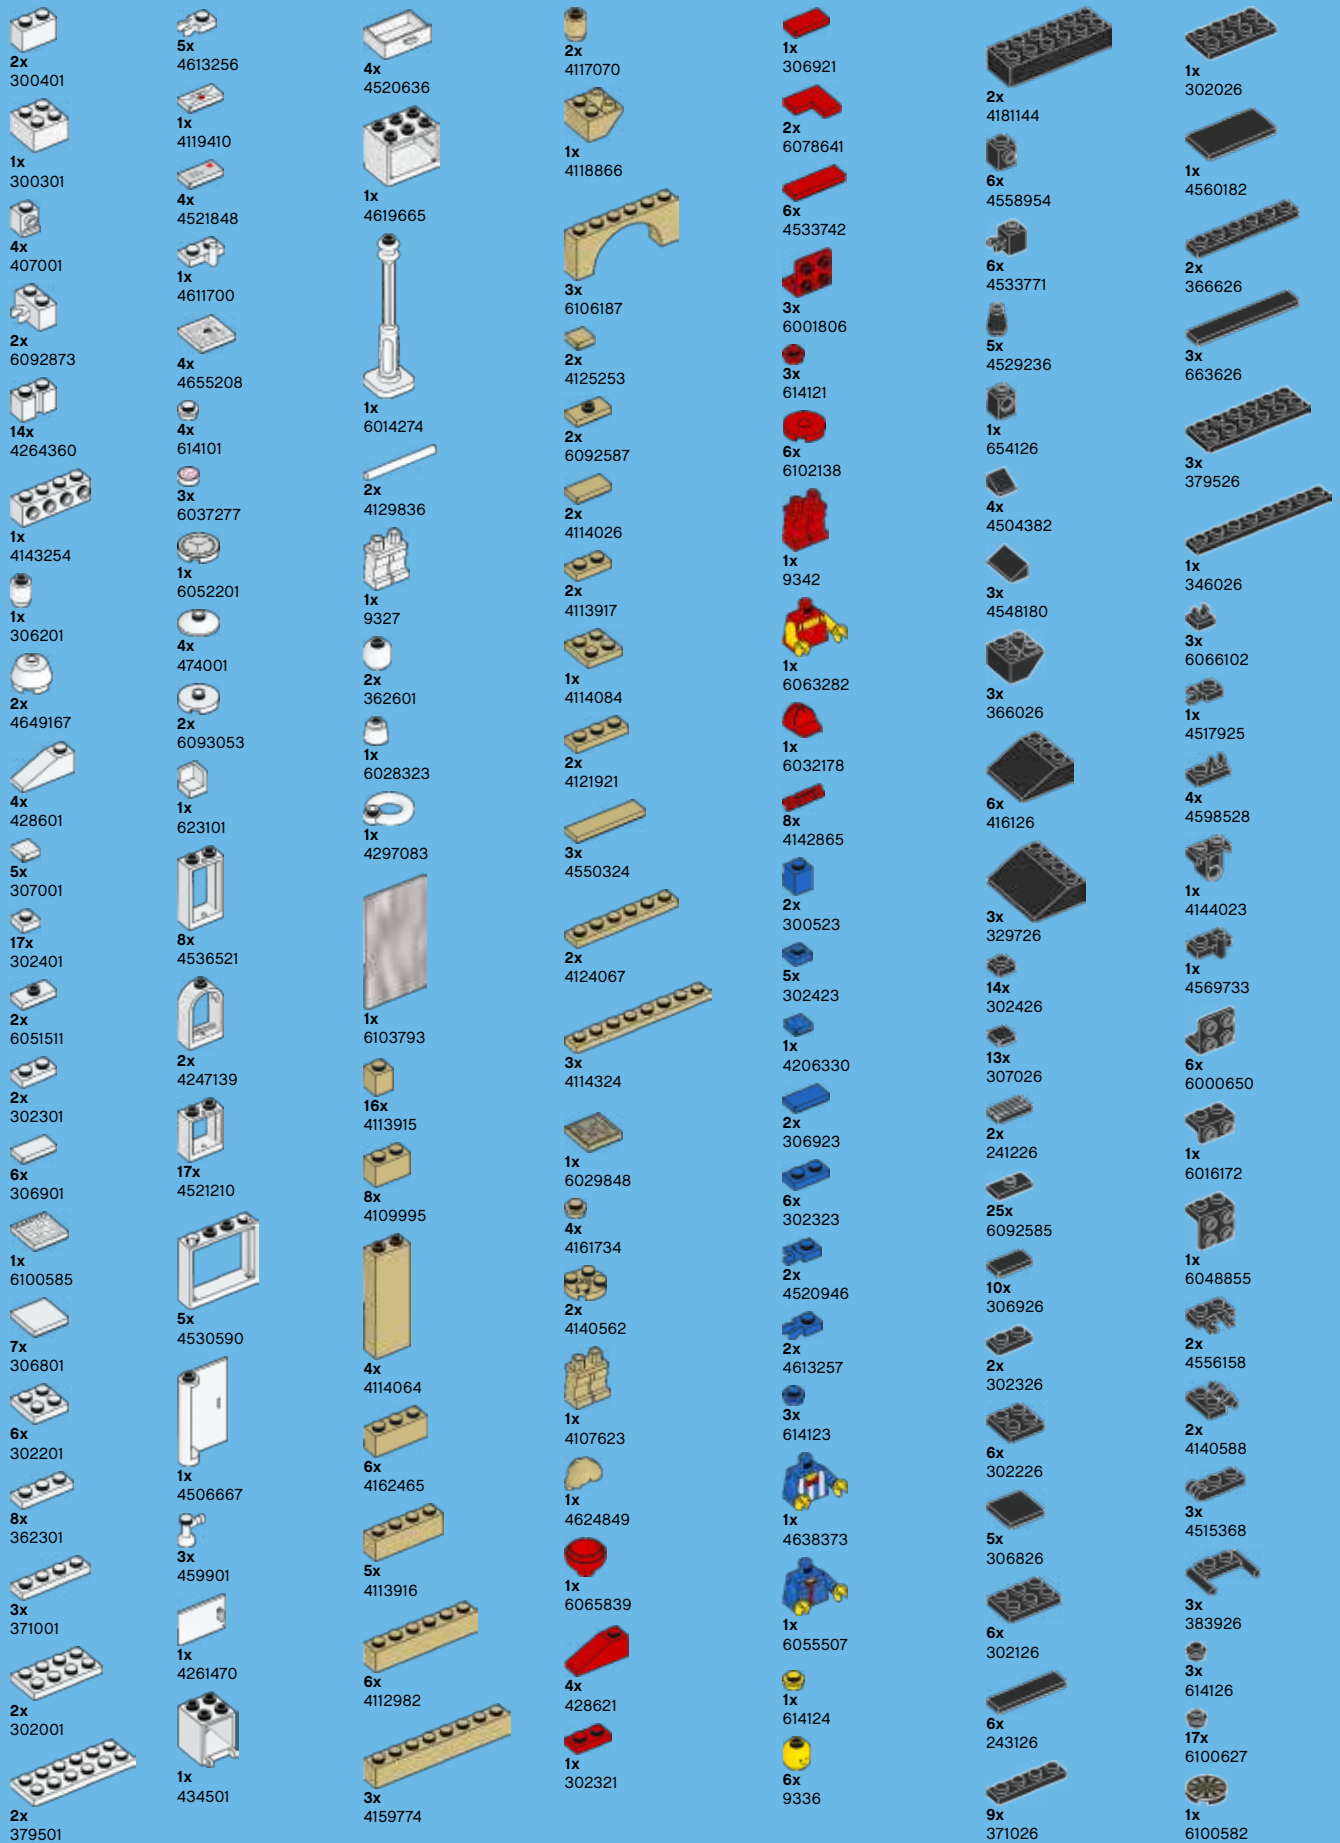 2x
300401
1x
300301
4x
407001
2x
6092873
14x
4264360
1x
4143254
1x
306201
2x
4649167
4x
428601
5x
307001
17x
302401
2x
6051511
2x
302301
6x
306901
1x
6100585
7x
306801
6x
302201
8x
362301
3x
371001
2x
302001
2x
379501
5x
4613256
1x
4119410
4x
4521848
1x
4611700
4x
4655208
4x
614101
3x
6037277
1x
6052201
4x
474001
2x
6093053
1x
623101
8x
4536521
2x
4247139
17x
4521210
5x
4530590
1x
4506667
3x
459901
1x
4261470
1x
434501
4x
4520636
1x
4619665
1x
6014274
2x
4129836
1x
9327
2x
362601
1x
6028323
1x
4297083
1x
6103793
16x
4113915
8x
4109995
4x
4114064
6x
4162465
5x
4113916
6x
4112982
3x
4159774
2x
4117070
1x
4118866
3x
6106187
2x
4125253
2x
6092587
2x
4114026
2x
4113917
1x
4114084
2x
4121921
3x
4550324
2x
4124067
3x
4114324
1x
6029848
4x
4161734
2x
4140562
1x
4107623
1x
4624849
1x
6065839
4x
428621
1x
302321
1x
306921
2x
6078641
6x
4533742
3x
6001806
3x
614121
6x
6102138
1x
9342
1x
6063282
1x
6032178
8x
4142865
2x
300523
5x
302423
1x
4206330
2x
306923
6x
302323
2x
4520946
2x
4613257
3x
614123
1x
4638373
1x
6055507
1x
614124
6x
9336
2x
4181144
6x
4558954
6x
4533771
5x
4529236
1x
654126
4x
4504382
3x
4548180
3x
366026
6x
416126
3x
329726
14x
302426
13x
307026
2x
241226
25x
6092585
10x
306926
2x
302326
6x
302226
5x
306826
6x
302126
6x
243126
9x
371026
1x
302026
1x
4560182
2x
366626
3x
663626
3x
379526
1x
346026
3x
6066102
1x
4517925
4x
4598528
1x
4144023
1x
4569733
6x
6000650
1x
6016172
1x
6048855
2x
4556158
2x
4140588
3x
4515368
3x
383926
3x
614126
17x
6100627
1x
6100582